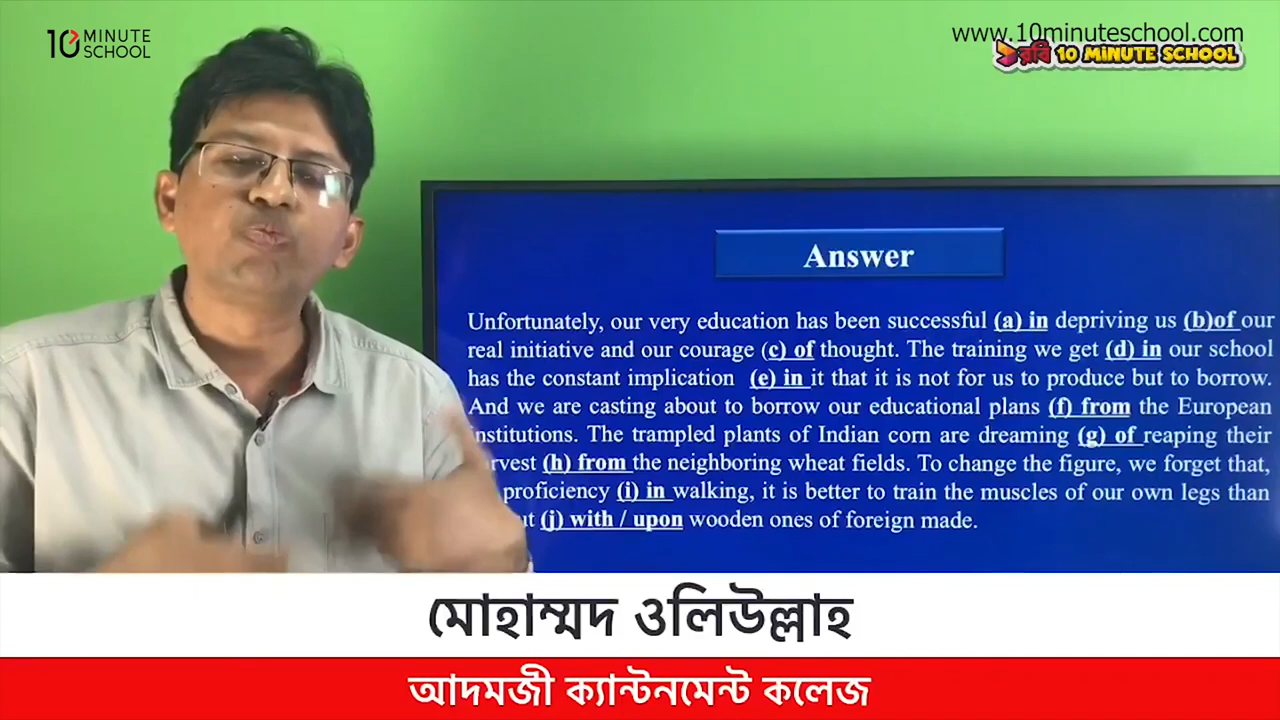 10 MINUTE
SCHOOL
www.10minuteschool.com
রবি 10 MiNUTE SCHOOL
Answer
Unfortunately, our very education has been successful (a) in depriving us (b)of our
real initiative and our courage (c) of thought. The training we get (d) in our school
has the constant implication (e) in it that it is not for us to produce but to borrow.
And we are casting about to borrow our educational plans (f) from the European
institutions. The trampled plants of Indian corn are dreaming (g) of reaping their
rvest (h) from the neighboring wheat fields. To change the figure, we forget that,
proficiency (i) in walking, it is better to train the muscles of our own legs than
(j) with / upon wooden ones of foreign made.
মোহাম্মদ ওলিউল্লাহ
আদমজী ক্যান্টনমেন্ট কলেজ